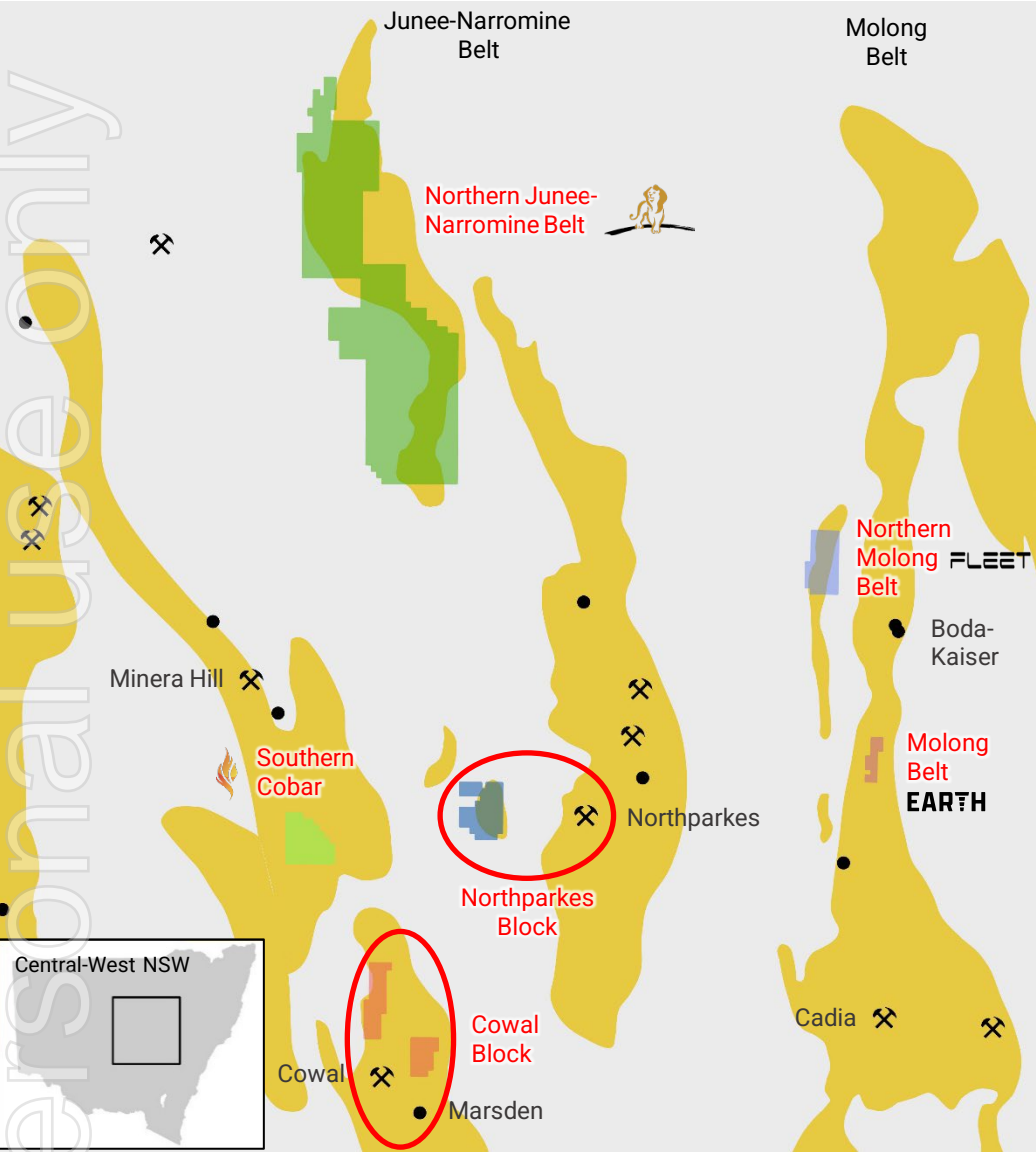 Junee-Narromine
Belt
Molong
Belt
Northern Junee-
Narromine Belt
Northern
Molong
Belt
FLEET
Boda-
Kaiser
Minera Hill
Southern
Cobar
Molong
Belt
EARTH
Northparkes
Northparkes
Block
Central-West NSW
Cowal
Block
Cadia
Cowal
Marsden
ersonal use only